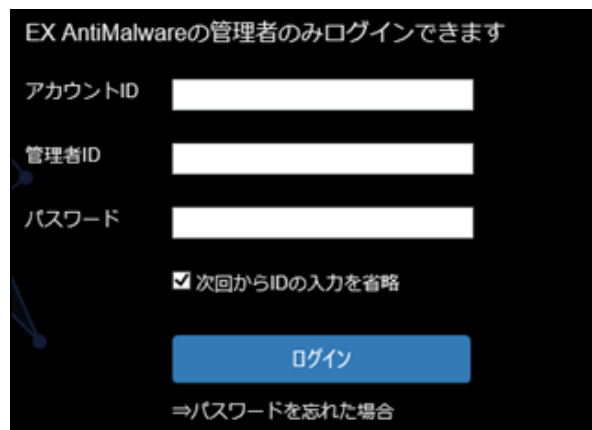 EX AntiMalwareの管理者のみログインできます
アカウントID
管理者ID
パスワード
次回からIDの入力を省略
ログイン
⇒パスワードを忘れた場合